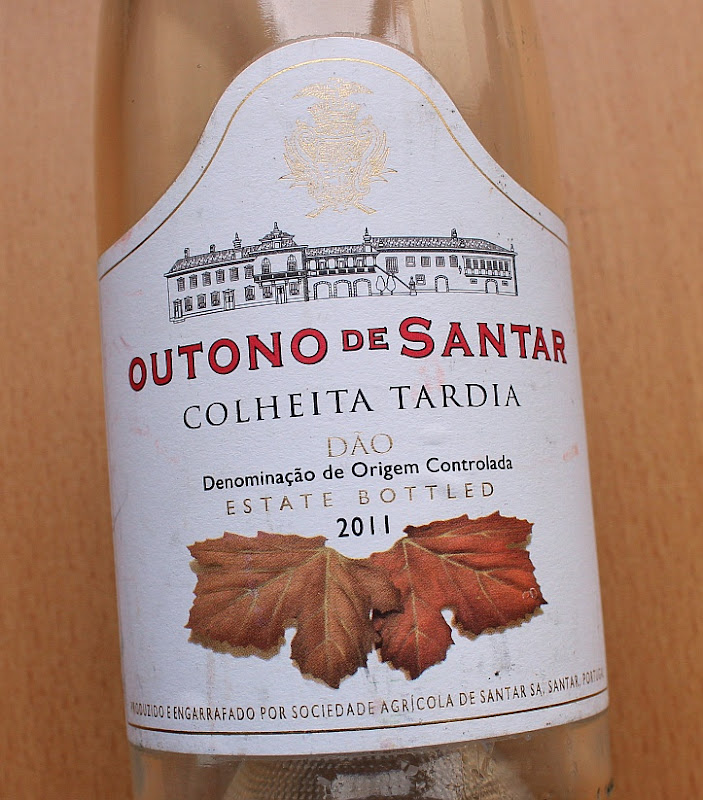 OUTONO DE SANTAR
COLHEITA TARDIA
DÃO
Denominação de Origem Controlada
ESTATE BOTTLED
2011
PRODUZIDO E ENGARRAFADO POR SOCIEDADE AGRÍCOLA DE SANTAR SA, SANTAR, PORTUGAL